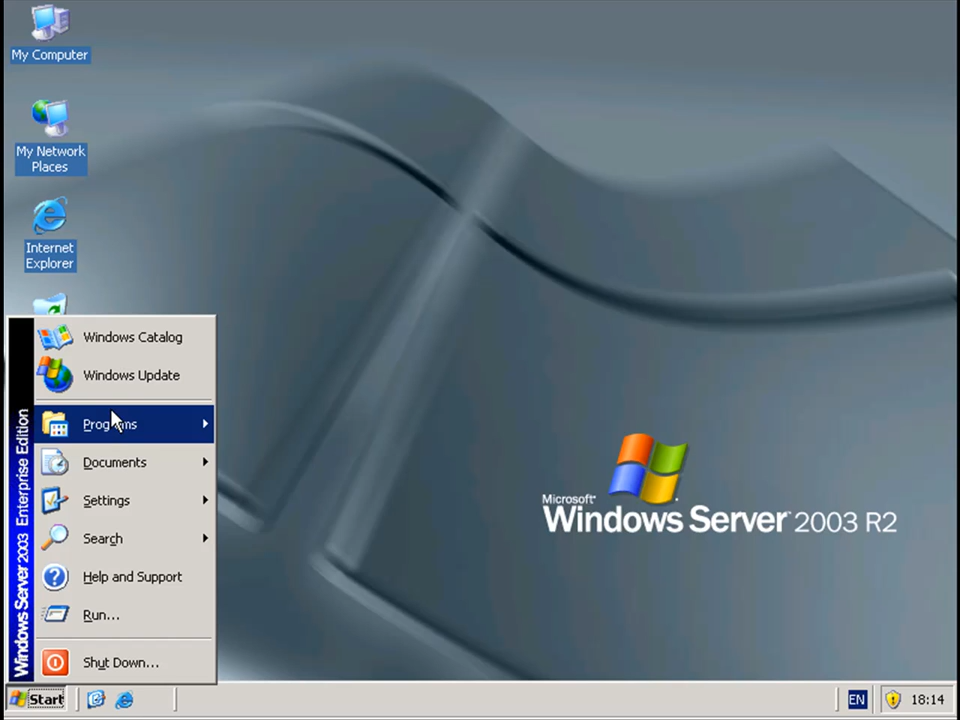 My Computer
My Network
Places
Internet
Explorer
Windows Catalog
Windows Update
Programs
Documents
Settings
Search
Help and Support
Run...
Shut Down...
Windows Server 2003 Enterprise Edition
Microsoft
Windows Server 2003 R2
Start
EN
18:14